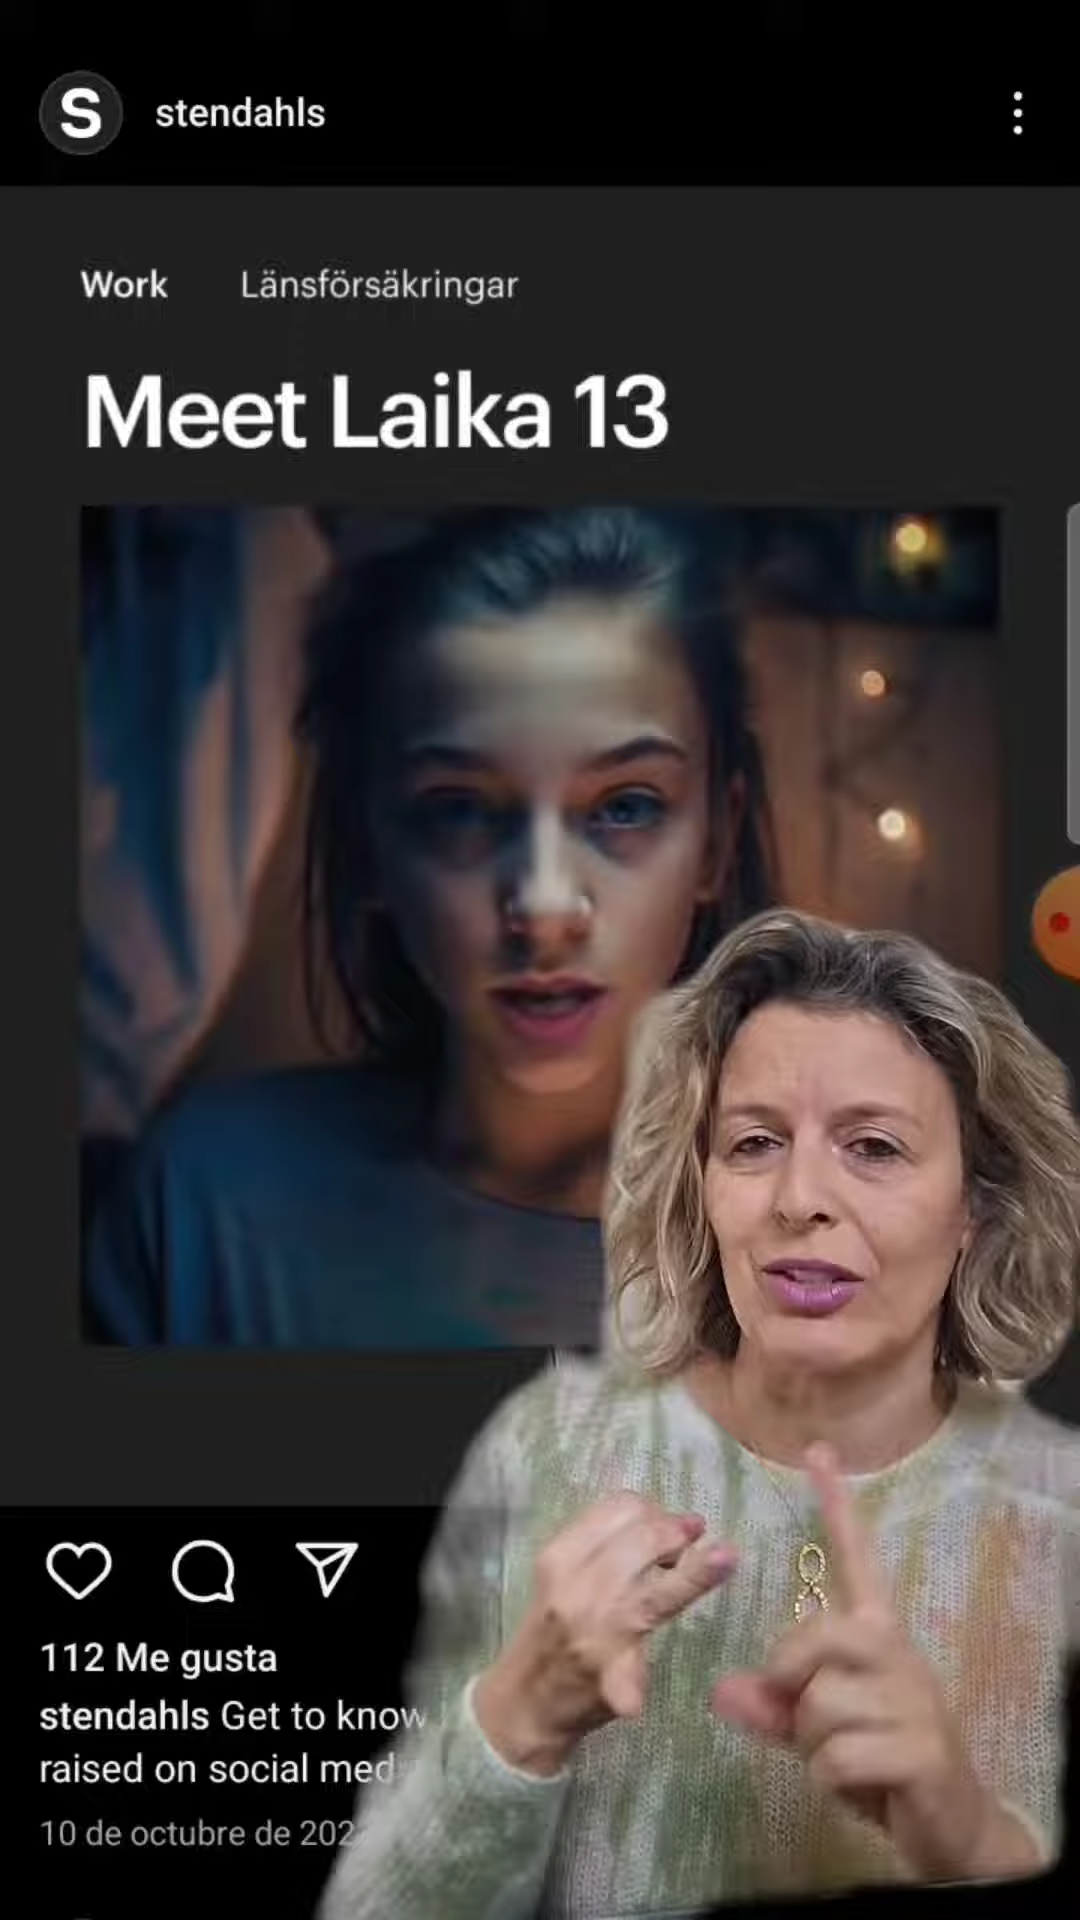 S stendahls
Work Länsförsäkringar
Meet Laika 13
112 Me gusta
stendahls Get to know
raised on social med
10 de octubre de 202